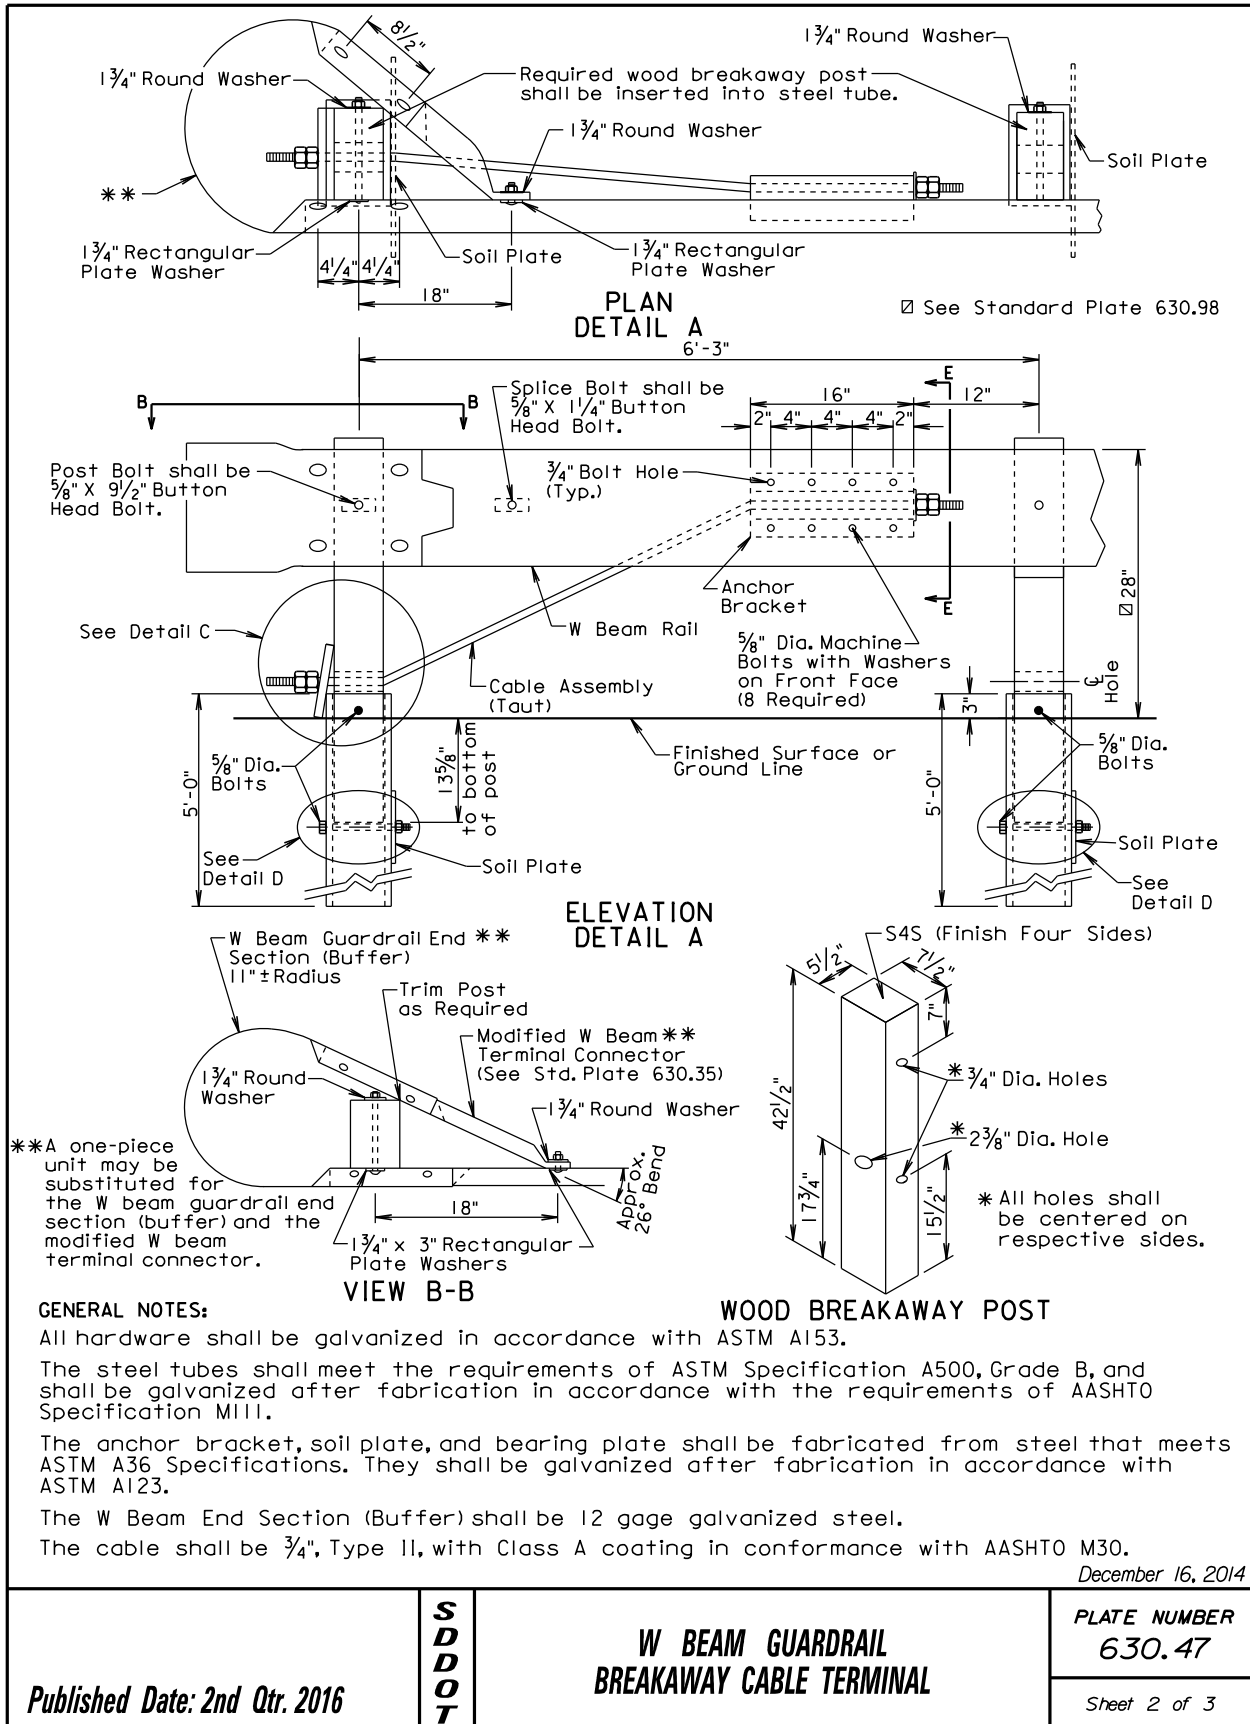 8½"
1¾" Round Washer
1¾" Round Washer
Required wood breakaway post
shall be inserted into steel tube.
1¾" Round Washer
Soil Plate
**
1¾" Rectangular
Plate Washer
Soil Plate
1¾" Rectangular
Plate Washer
4¼"
4¼"
18"
PLAN
DETAIL A
⍁ See Standard Plate 630.98
6'-3"
B
B
Splice Bolt shall be
⅝" X 1¼" Button
Head Bolt.
E
16"
12"
2"
4"
4"
4"
2"
Post Bolt shall be
⅝" X 9½" Button
Head Bolt.
¾" Bolt Hole
(Typ.)
Anchor
Bracket
E
⍁ 28"
See Detail C
W Beam Rail
⅝" Dia. Machine
Bolts with Washers
on Front Face
(8 Required)
Cable Assembly
(Taut)
3"
℄
Hole
Finished Surface or
Ground Line
⅝" Dia.
Bolts
⅝" Dia.
Bolts
5'-0"
13⅝"
to bottom
of post
5'-0"
See
Detail D
Soil Plate
Soil Plate
See
Detail D
ELEVATION
DETAIL A
W Beam Guardrail End **
Section (Buffer)
11"± Radius
Trim Post
as Required
Modified W Beam **
Terminal Connector
(See Std. Plate 630.35)
1¾" Round
Washer
1¾" Round Washer
**A one-piece
unit may be
substituted for
the W beam guardrail end
section (buffer) and the
modified W beam
terminal connector.
18"
Approx.
26° Bend
1¾" x 3" Rectangular
Plate Washers
VIEW B-B
S4S (Finish Four Sides)
5½"
7½"
7"
42½"
* ¾" Dia. Holes
* 2⅜" Dia. Hole
17¾"
15½"
* All holes shall
be centered on
respective sides.
WOOD BREAKAWAY POST
GENERAL NOTES:
All hardware shall be galvanized in accordance with ASTM A153.
The steel tubes shall meet the requirements of ASTM Specification A500, Grade B, and
shall be galvanized after fabrication in accordance with the requirements of AASHTO
Specification M111.
The anchor bracket, soil plate, and bearing plate shall be fabricated from steel that meets
ASTM A36 Specifications. They shall be galvanized after fabrication in accordance with
ASTM A123.
The W Beam End Section (Buffer) shall be 12 gage galvanized steel.
The cable shall be ¾", Type II, with Class A coating in conformance with AASHTO M30.
December 16, 2014
Published Date: 2nd Qtr. 2016
SDDOT
W BEAM GUARDRAIL
BREAKAWAY CABLE TERMINAL
PLATE NUMBER
630.47
Sheet 2 of 3